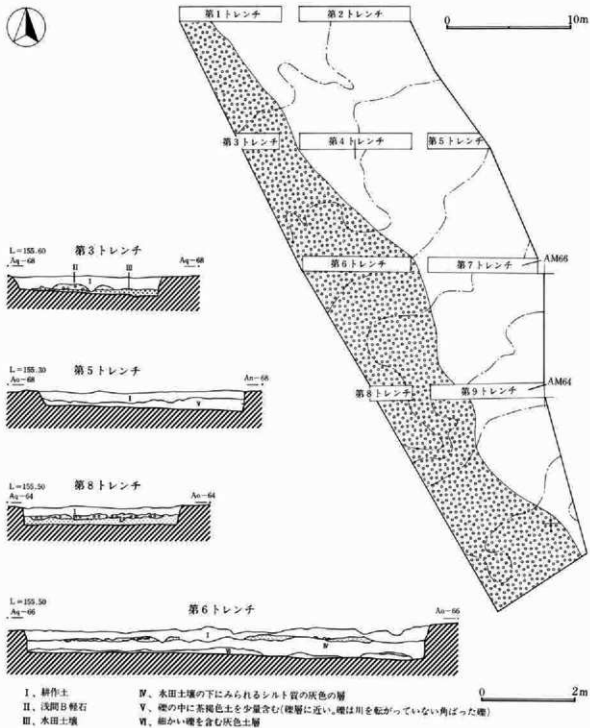 第1トレンチ
第2トレンチ
0 10m
第3トレンチ
第4トレンチ
第5トレンチ
第6トレンチ
第7トレンチ
AM66
第8トレンチ
第9トレンチ
AM64
L=155.60 第3トレンチ
Aq-68 Aq-68
II III
I
L=155.30 第5トレンチ
Ao-68 An-68
I
V
L=155.50 第8トレンチ
Aq-64 Ao-64
I
L=155.50 第6トレンチ
Aq-66 Ao-66
I
IV
VI
I、耕作土
II、浅間B軽石
III、水田土壌
IV、水田土壌の下にみられるシルト質の灰色の層
V、礫の中に茶褐色土を少量含む(礫層に近い。礫は川を転がっていない角ばった礫)
VI、細かい礫を含む灰色土層
0 2m